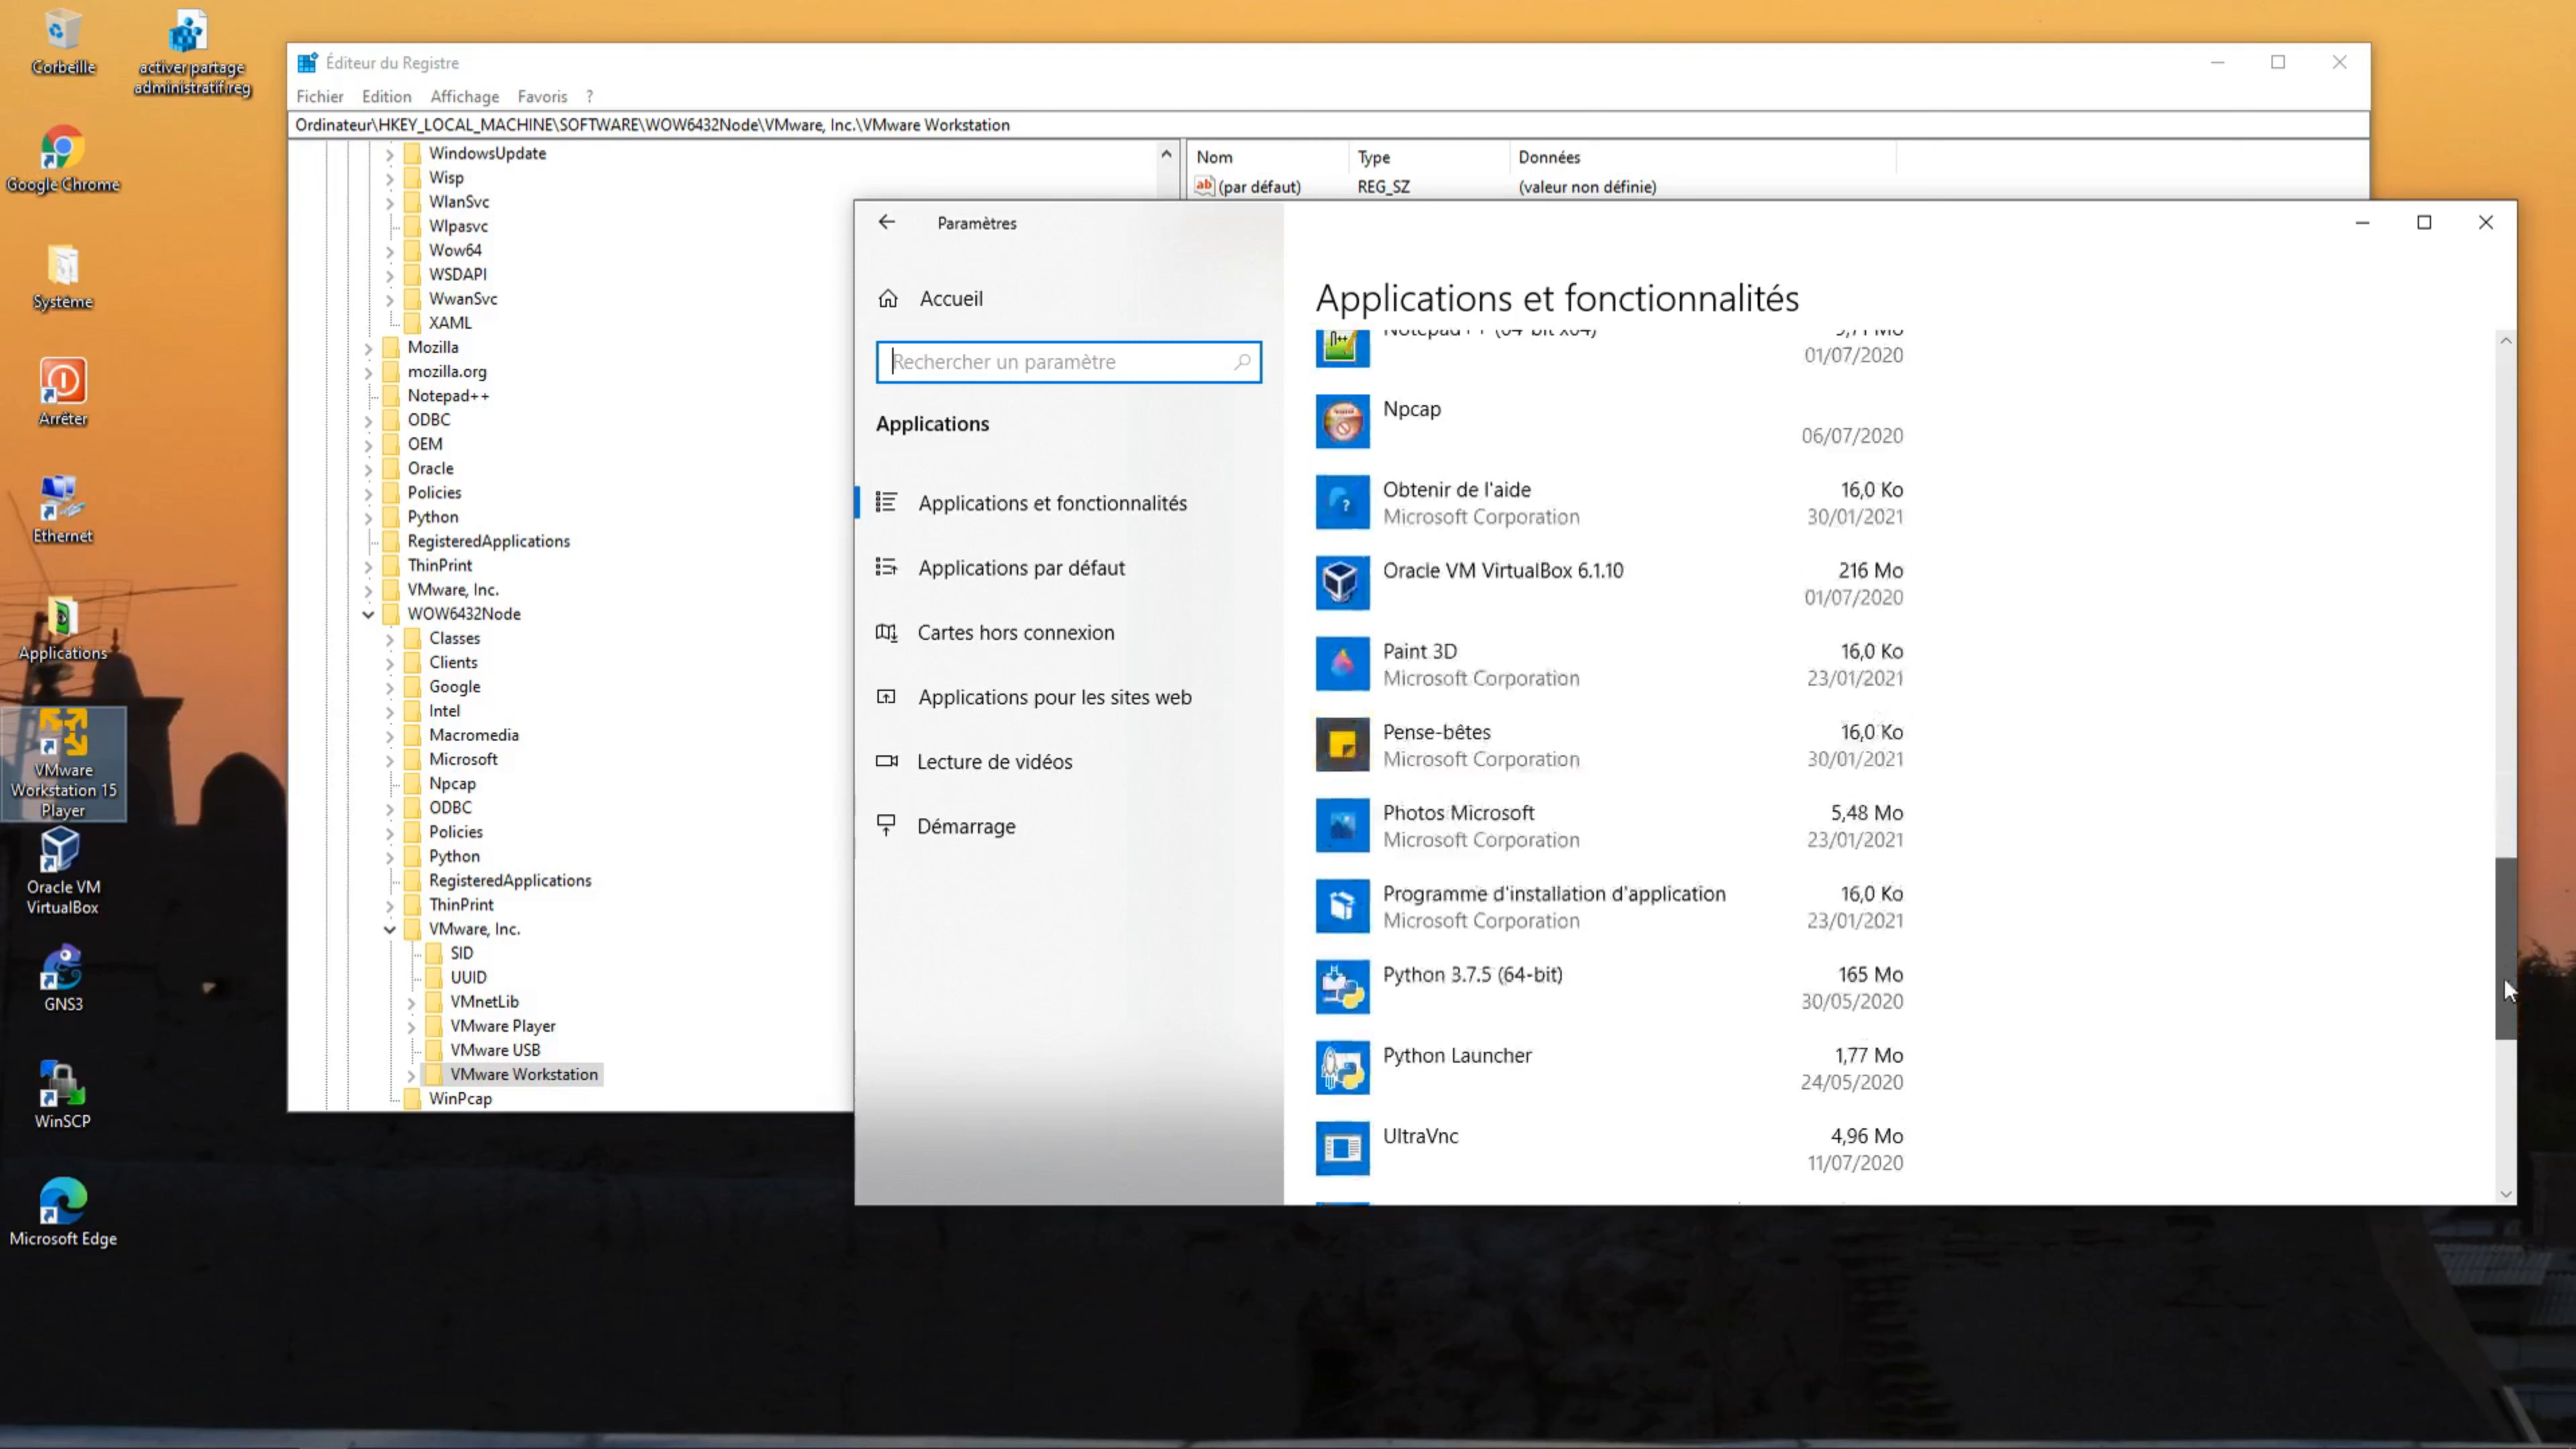 Corbeille
activer partage
administratif.reg
Google Chrome
Système
Arrêter
Ethernet
Applications
VMware
Workstation 15
Player
Oracle VM
VirtualBox
GNS3
WinSCP
Microsoft Edge
Éditeur du Registre
Fichier Edition Affichage Favoris ?
Ordinateur\HKEY_LOCAL_MACHINE\SOFTWARE\WOW6432Node\VMware, Inc.\VMware Workstation
WindowsUpdate
Wisp
WlanSvc
Wlpasvc
Wow64
WSDAPI
WwanSvc
XAML
Mozilla
mozilla.org
Notepad++
ODBC
OEM
Oracle
Policies
Python
RegisteredApplications
ThinPrint
VMware, Inc.
WOW6432Node
Classes
Clients
Google
Intel
Macromedia
Microsoft
Npcap
ODBC
Policies
Python
RegisteredApplications
ThinPrint
VMware, Inc.
SID
UUID
VMnetLib
VMware Player
VMware USB
VMware Workstation
WinPcap
Nom Type Données
(par défaut) REG_SZ (valeur non définie)
Paramètres
Accueil
Rechercher un paramètre
Applications
Applications et fonctionnalités
Applications par défaut
Cartes hors connexion
Applications pour les sites web
Lecture de vidéos
Démarrage
Applications et fonctionnalités
Notepad++ (64-bit x64) 9,71 Mo
01/07/2020
Npcap
06/07/2020
Obtenir de l'aide 16,0 Ko
Microsoft Corporation 30/01/2021
Oracle VM VirtualBox 6.1.10 216 Mo
01/07/2020
Paint 3D 16,0 Ko
Microsoft Corporation 23/01/2021
Pense-bêtes 16,0 Ko
Microsoft Corporation 30/01/2021
Photos Microsoft 5,48 Mo
Microsoft Corporation 23/01/2021
Programme d'installation d'application 16,0 Ko
Microsoft Corporation 23/01/2021
Python 3.7.5 (64-bit) 165 Mo
30/05/2020
Python Launcher 1,77 Mo
24/05/2020
UltraVnc 4,96 Mo
11/07/2020